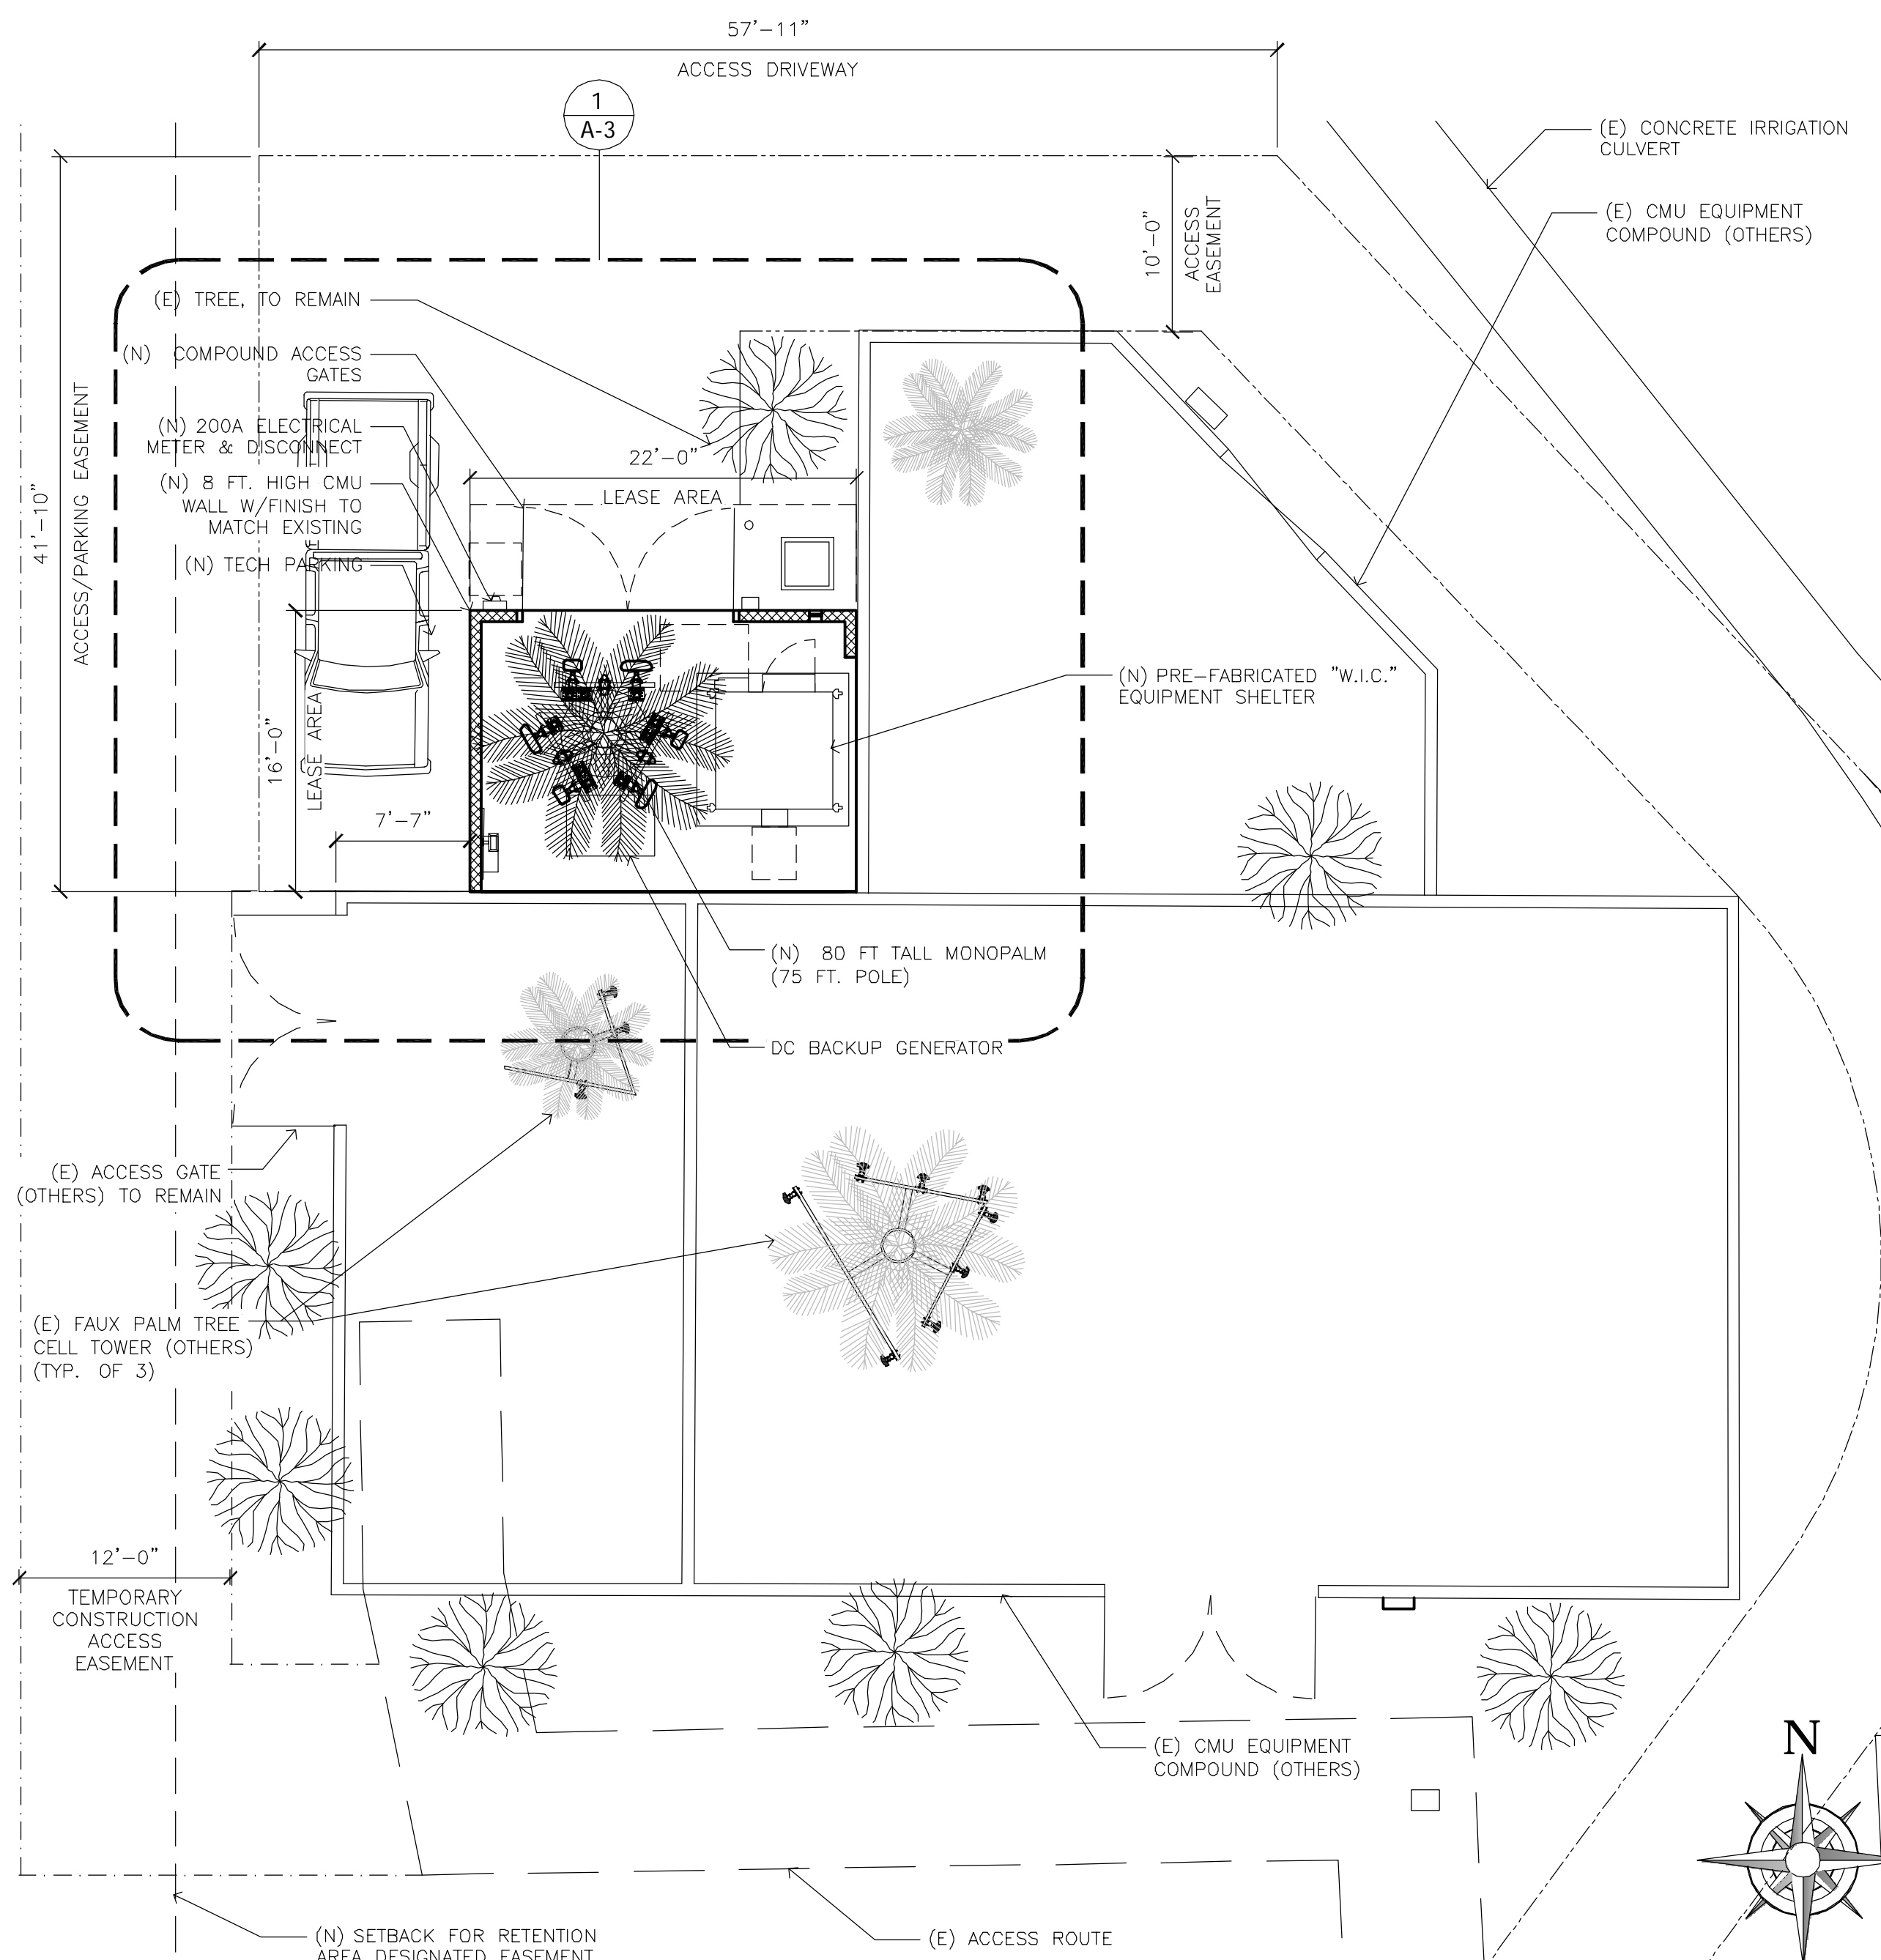 57'-11"
ACCESS DRIVEWAY
1
A-3
(E) CONCRETE IRRIGATION
CULVERT
(E) CMU EQUIPMENT
COMPOUND (OTHERS)
10'-0"
ACCESS
EASEMENT
(E) TREE, TO REMAIN
(N) COMPOUND ACCESS
GATES
(N) 200A ELECTRICAL
METER & DISCONNECT
(N) 8 FT. HIGH CMU
WALL W/FINISH TO
MATCH EXISTING
(N) TECH PARKING
41'-10"
ACCESS/PARKING EASEMENT
22'-0"
LEASE AREA
16'-0"
LEASE AREA
7'-7"
(N) PRE-FABRICATED "W.I.C."
EQUIPMENT SHELTER
(N) 80 FT TALL MONOPALM
(75 FT. POLE)
DC BACKUP GENERATOR
(E) ACCESS GATE
(OTHERS) TO REMAIN
(E) FAUX PALM TREE
CELL TOWER (OTHERS)
(TYP. OF 3)
12'-0"
TEMPORARY
CONSTRUCTION
ACCESS
EASEMENT
(E) CMU EQUIPMENT
COMPOUND (OTHERS)
N
(N) SETBACK FOR RETENTION
AREA DESIGNATED EASEMENT
(E) ACCESS ROUTE